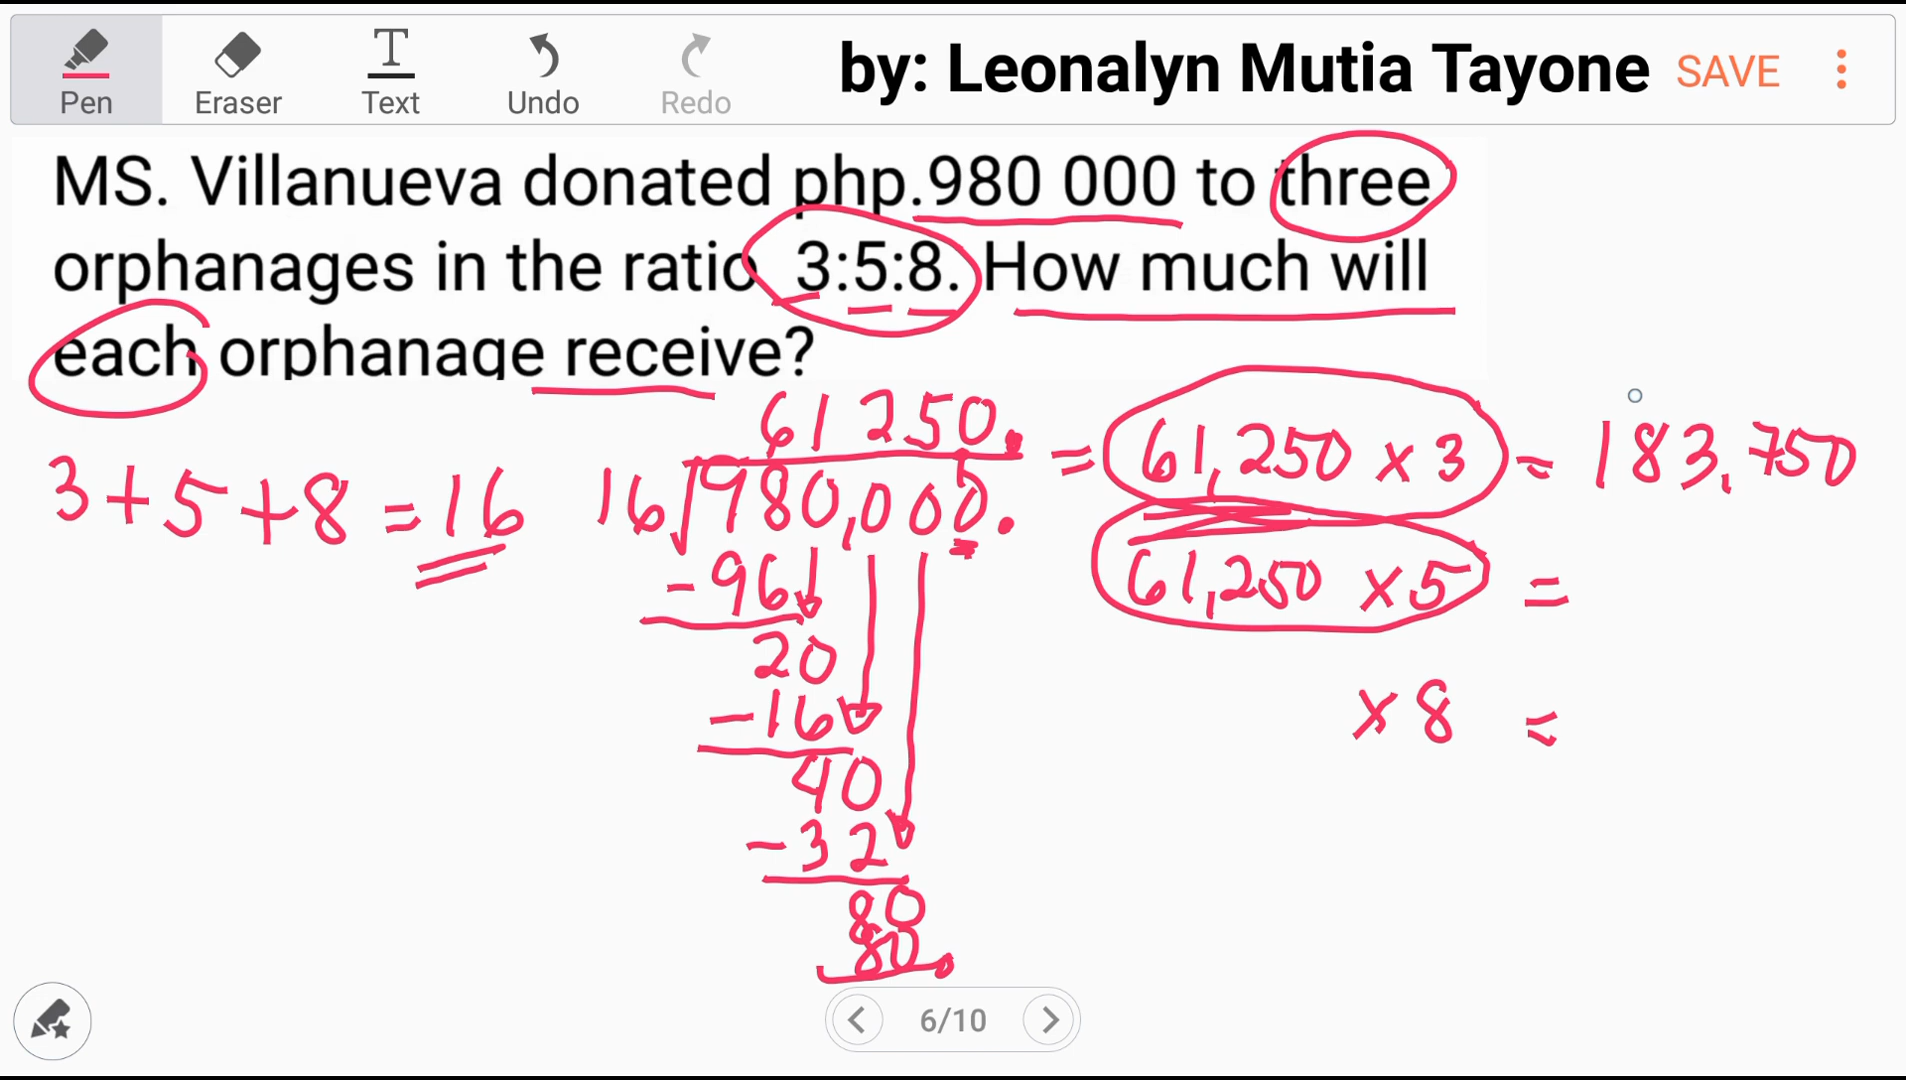 Pen Eraser Text Undo Redo by: Leonalyn Mutia Tayone SAVE
MS. Villanueva donated php.980 000 to three
orphanages in the ratio 3:5:8. How much will
each orphanage receive?
3+5+8=16
61 250.
16 980,000.
-96
20
-16
40
-32
80
80
= 61,250 x 3 = 183,750
61,250 x5 =
x 8 =
6/10